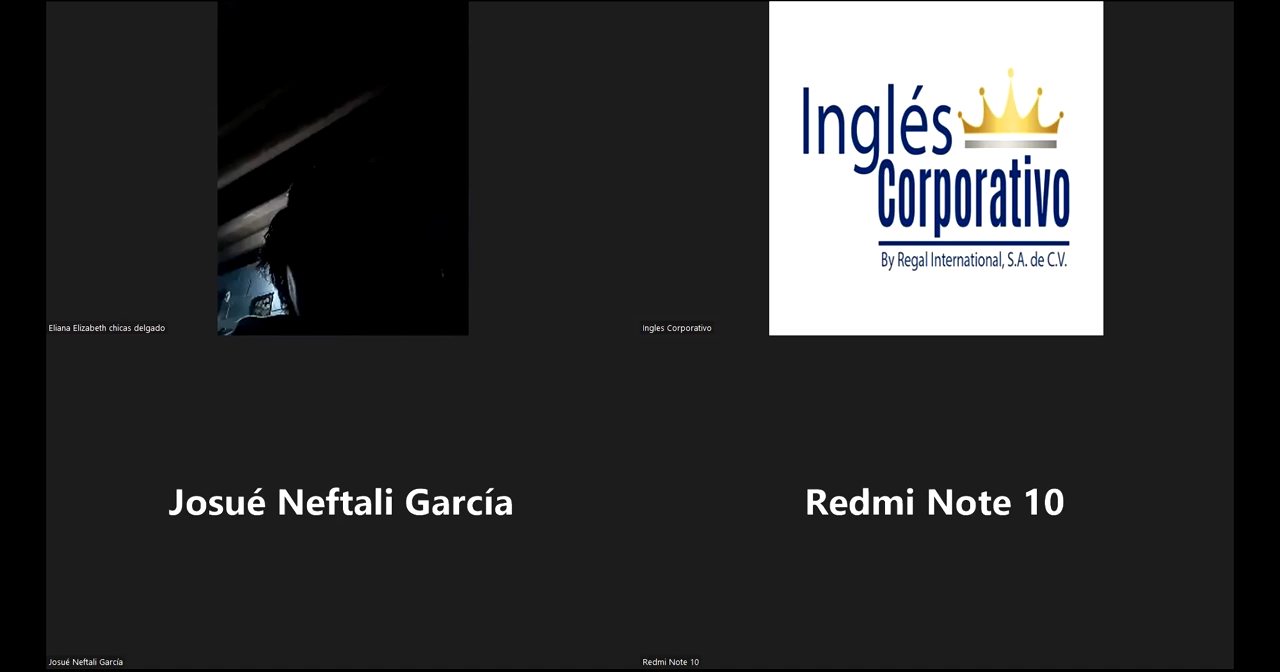 Inglés
Corporativo
By Regal International, S.A. de C.V.
Eliana Elizabeth chicas delgado
Ingles Corporativo
Josué Neftali García
Redmi Note 10
Josué Neftali García
Redmi Note 10